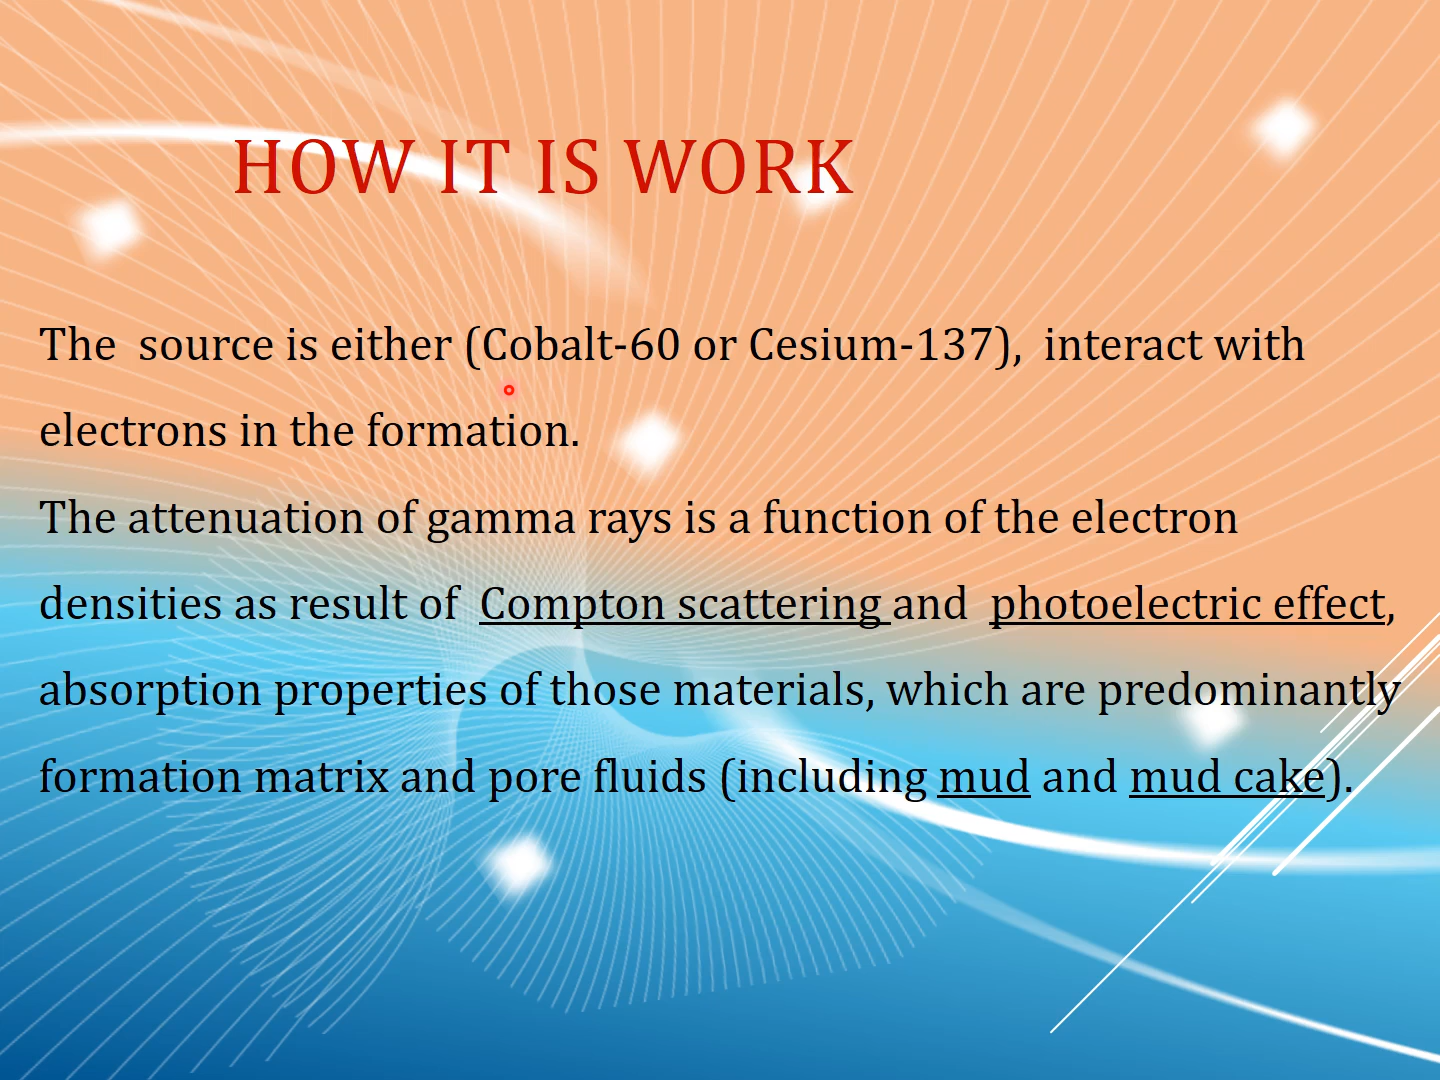 HOW IT IS WORK
The source is either (Cobalt-60 or Cesium-137), interact with
electrons in the formation.
The attenuation of gamma rays is a function of the electron
densities as result of Compton scattering and photoelectric effect,
absorption properties of those materials, which are predominantly
formation matrix and pore fluids (including mud and mud cake).